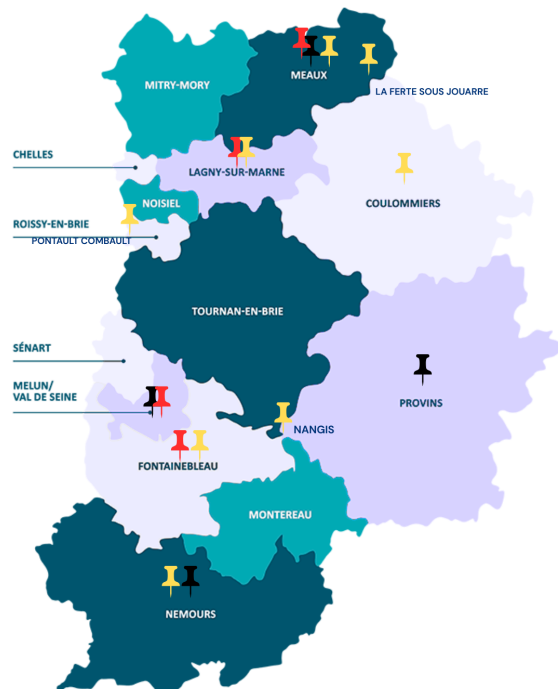 MITRY-MORY
MEAUX
LA FERTE SOUS JOUARRE
CHELLES
LAGNY-SUR-MARNE
NOISIEL
COULOMMIERS
ROISSY-EN-BRIE
PONTAULT COMBAULT
TOURNAN-EN-BRIE
SÉNART
MELUN/
VAL DE SEINE
PROVINS
NANGIS
FONTAINEBLEAU
MONTEREAU
NEMOURS